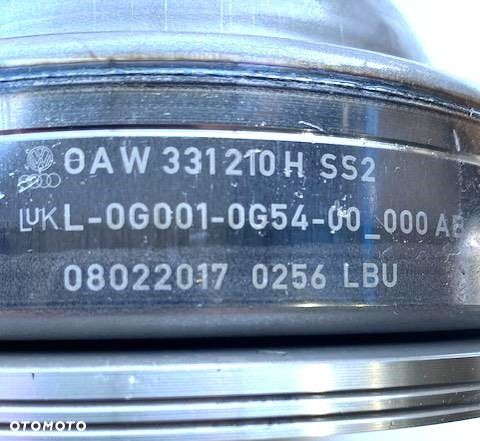 0AW 331210 H SS2
LUK L-0G001-0G54-00_000 AE
08022017 0256 LBU
OTOMOTO